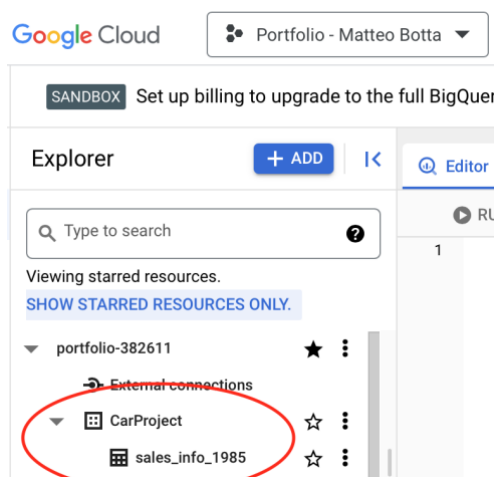 Google Cloud
Portfolio - Matteo Botta
SANDBOX Set up billing to upgrade to the full BigQuer
Explorer
+ ADD
Editor
Type to search
RU
1
Viewing starred resources.
SHOW STARRED RESOURCES ONLY.
portfolio-382611
External connections
CarProject
sales_info_1985